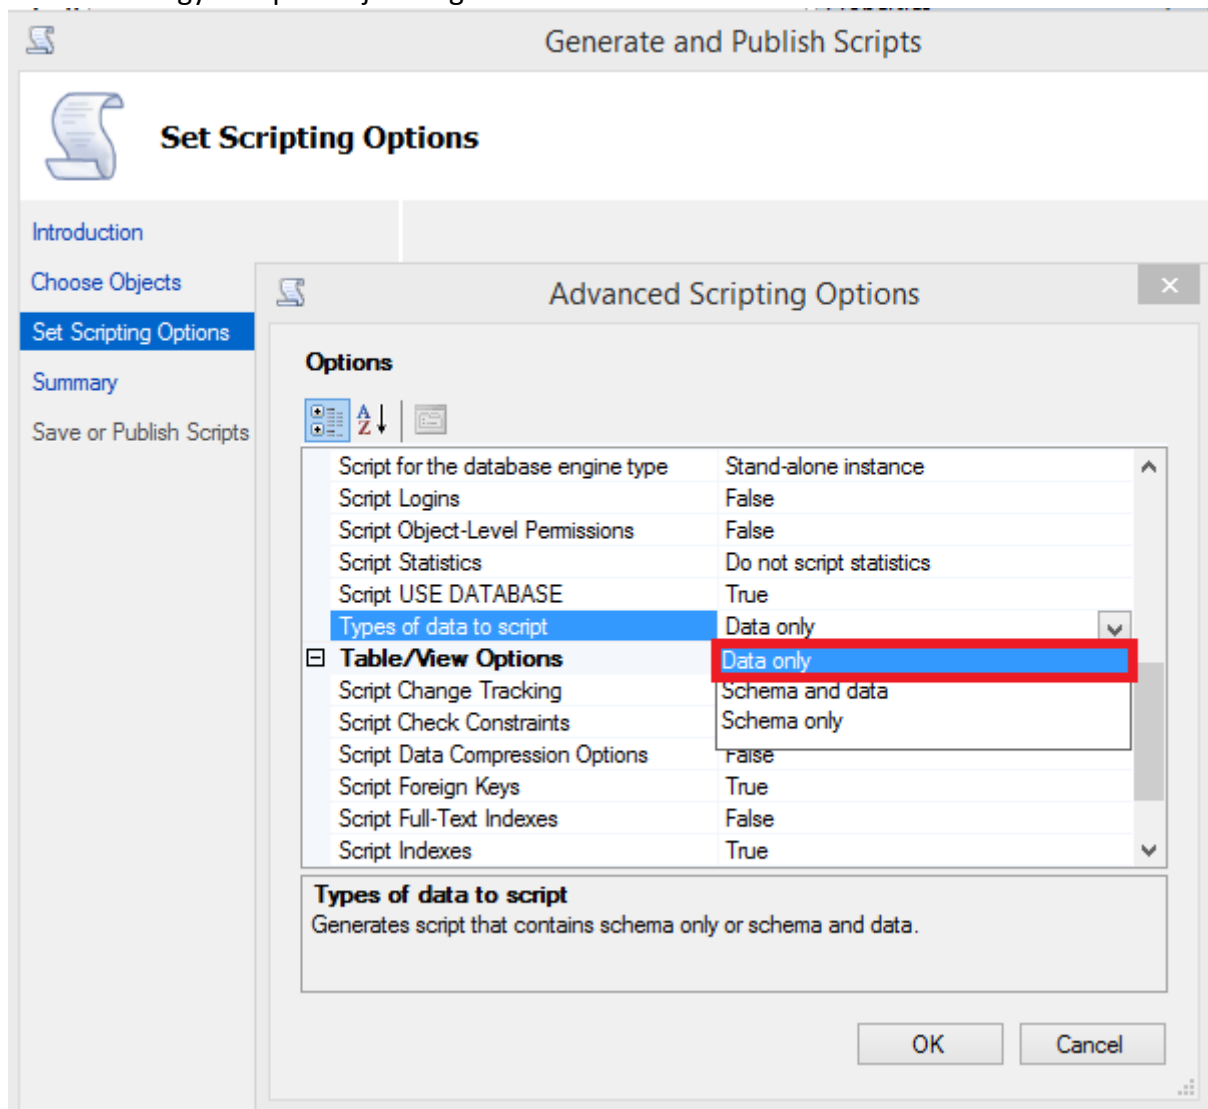 Generate and Publish Scripts
Set Scripting Options
Introduction
Choose Objects
Set Scripting Options
Summary
Save or Publish Scripts
Advanced Scripting Options
Options
Script for the database engine type Stand-alone instance
Script Logins False
Script Object-Level Permissions False
Script Statistics Do not script statistics
Script USE DATABASE True
Types of data to script Data only
Table/View Options Data only
Script Change Tracking Schema and data
Script Check Constraints Schema only
Script Data Compression Options False
Script Foreign Keys True
Script Full-Text Indexes False
Script Indexes True
Types of data to script
Generates script that contains schema only or schema and data.
OK Cancel